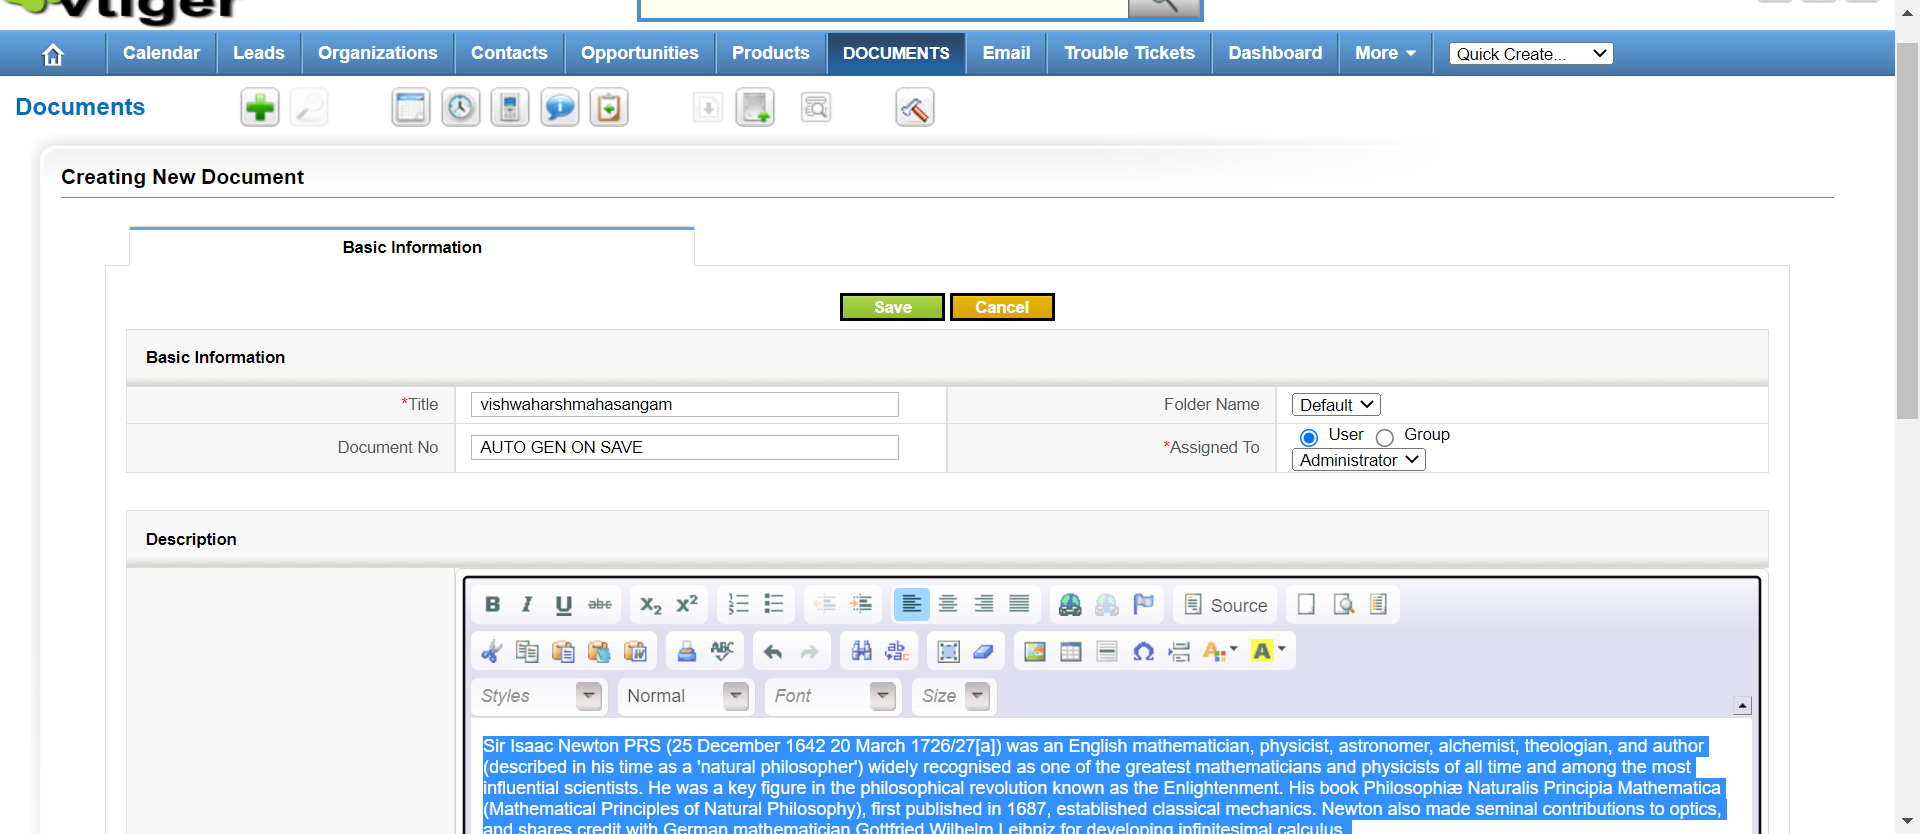 vtiger
Calendar Leads Organizations Contacts Opportunities Products DOCUMENTS Email Trouble Tickets Dashboard More Quick Create...
Documents
Creating New Document
Basic Information
Save Cancel
Basic Information
*Title vishwaharshmahasangam Folder Name Default
Document No AUTO GEN ON SAVE *Assigned To User Group
Administrator
Description
B I U abc X2 X2 Source
ABC
Styles Normal Font Size
Sir Isaac Newton PRS (25 December 1642 20 March 1726/27[a]) was an English mathematician, physicist, astronomer, alchemist, theologian, and author
(described in his time as a 'natural philosopher') widely recognised as one of the greatest mathematicians and physicists of all time and among the most
influential scientists. He was a key figure in the philosophical revolution known as the Enlightenment. His book Philosophiæ Naturalis Principia Mathematica
(Mathematical Principles of Natural Philosophy), first published in 1687, established classical mechanics. Newton also made seminal contributions to optics,
and shares credit with German mathematician Gottfried Wilhelm Leibniz for developing infinitesimal calculus.